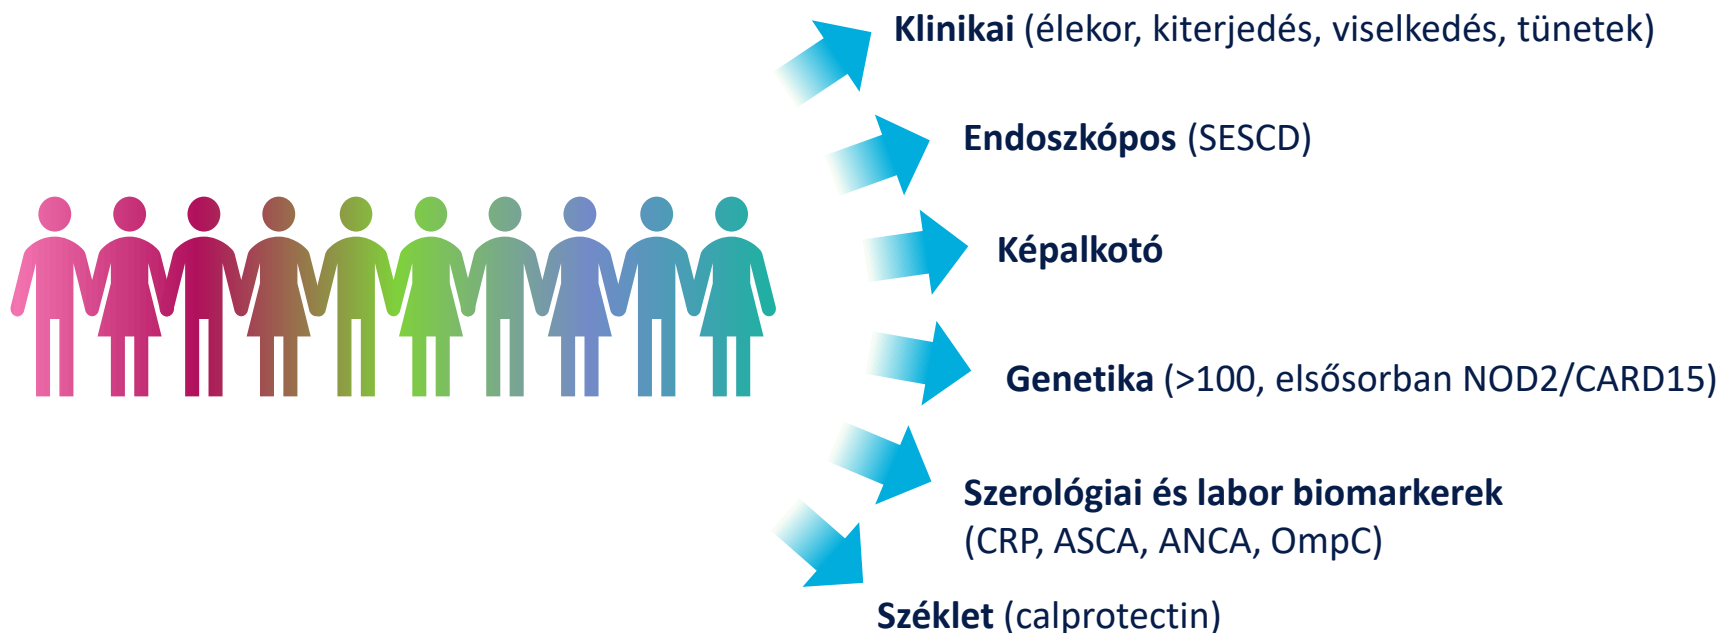 Klinikai (élekor, kiterjedés, viselkedés, tünetek)
Endoszkópos (SESCD)
Képalkotó
Genetika (>100, elsősorban NOD2/CARD15)
Szerológiai és labor biomarkerek
(CRP, ASCA, ANCA, OmpC)
Széklet (calprotectin)